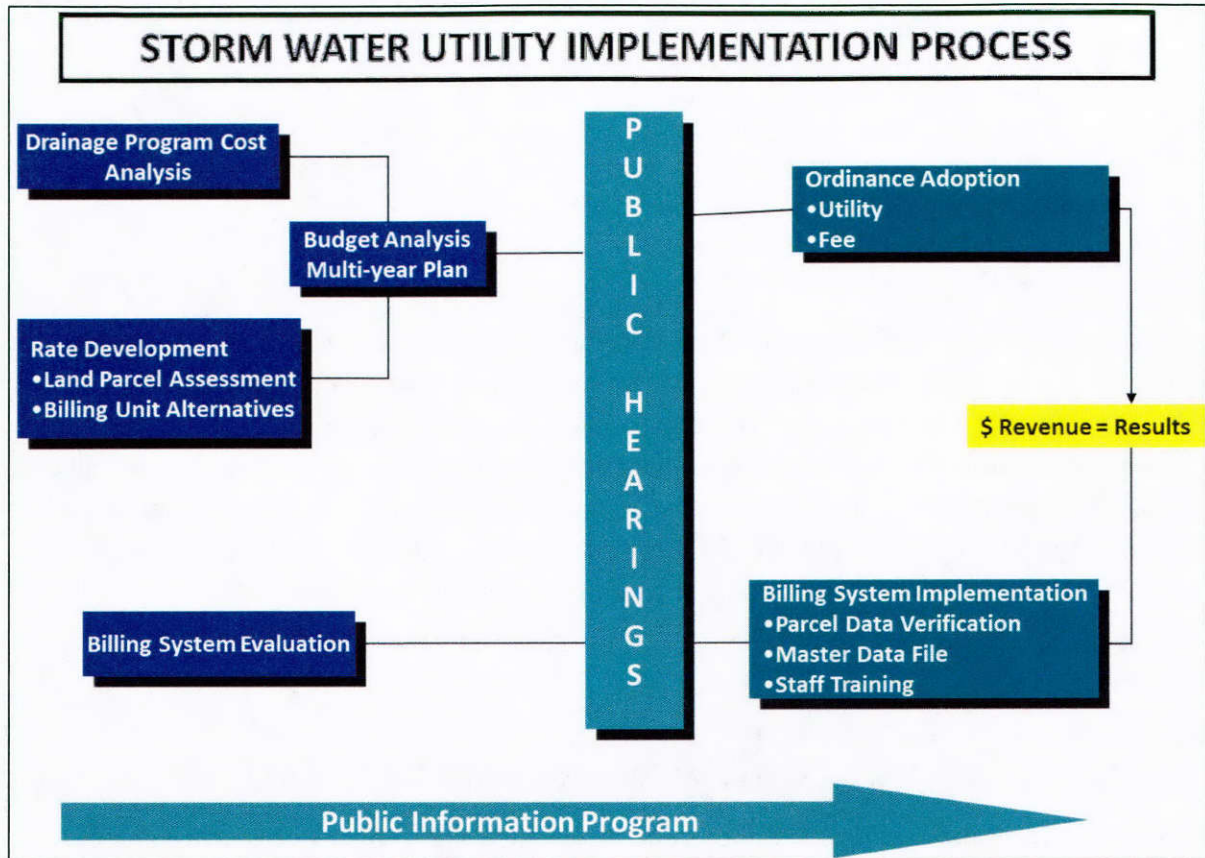 STORM WATER UTILITY IMPLEMENTATION PROCESS
Drainage Program Cost
Analysis
Budget Analysis
Multi-year Plan
Rate Development
•Land Parcel Assessment
•Billing Unit Alternatives
Billing System Evaluation
PUBLIC HEARINGS
Ordinance Adoption
•Utility
•Fee
$ Revenue = Results
Billing System Implementation
•Parcel Data Verification
•Master Data File
•Staff Training
Public Information Program